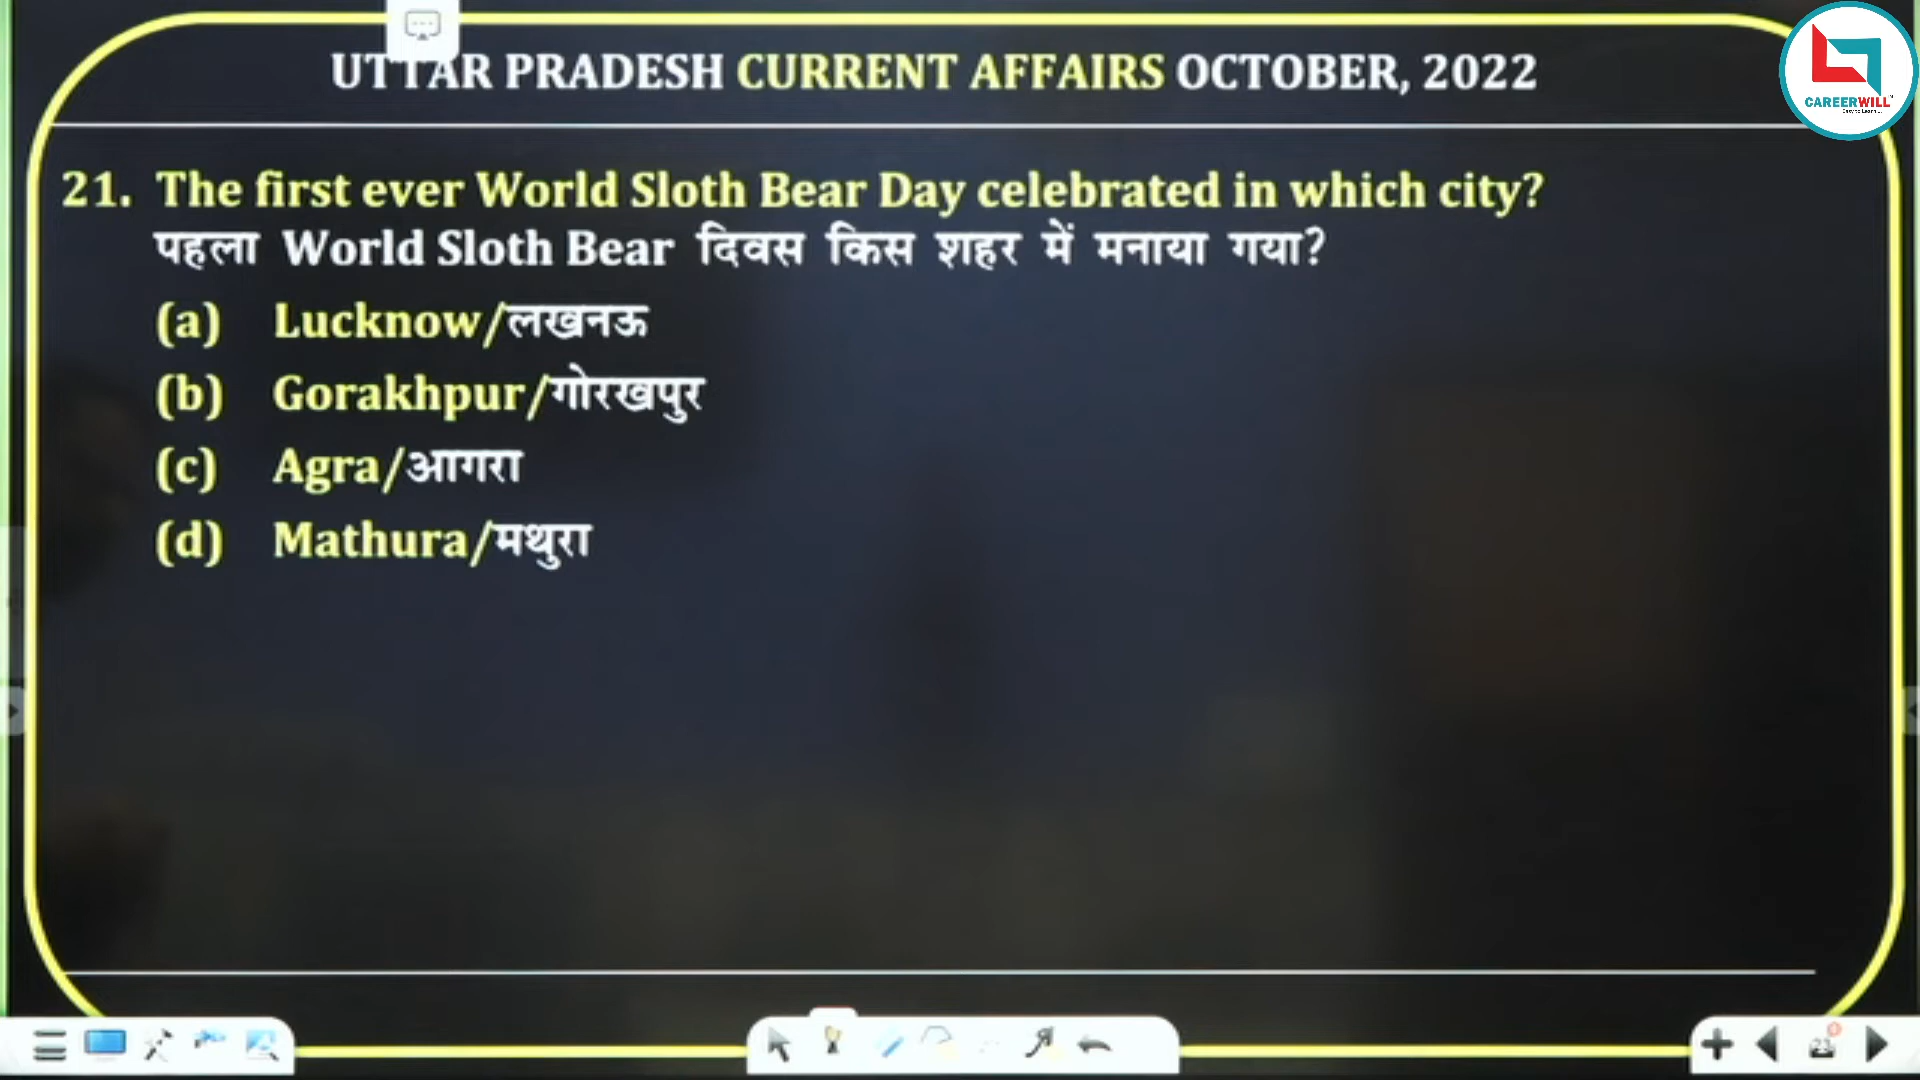 UTTAR PRADESH CURRENT AFFAIRS OCTOBER, 2022
CAREERWILL
21. The first ever World Sloth Bear Day celebrated in which city?
पहला World Sloth Bear दिवस किस शहर में मनाया गया?
(a) Lucknow/लखनऊ
(b) Gorakhpur/गोरखपुर
(c) Agra/आगरा
(d) Mathura/मथुरा
23